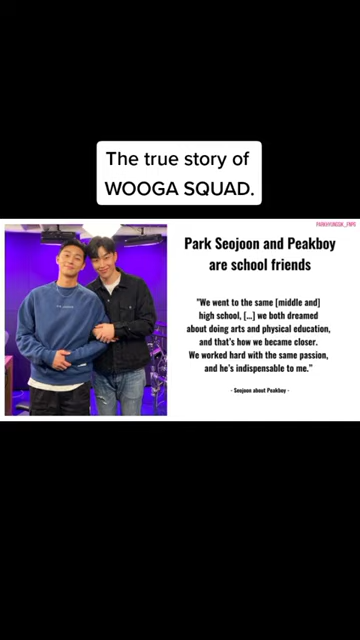 The true story of
WOOGA SQUAD.
Park Seojoon and Peakboy
are school friends
"We went to the same [middle and]
high school, [...] we both dreamed
about doing arts and physical education,
and that's how we became closer.
We worked hard with the same passion,
and he's indispensable to me."
- Seojoon about Peakboy -